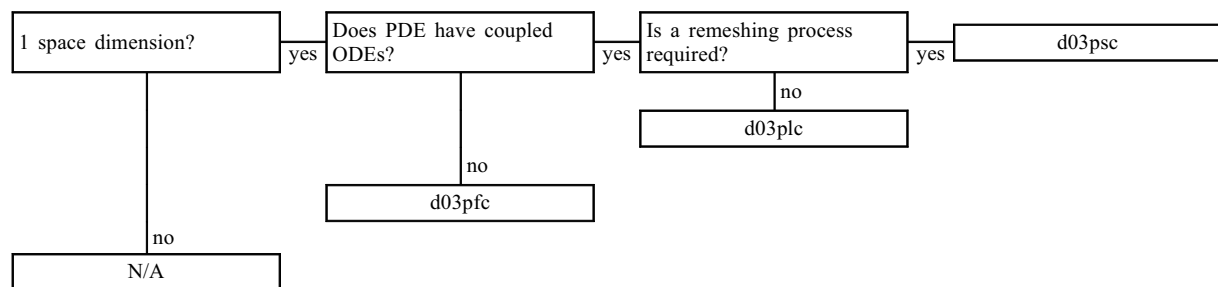 1 space dimension?
yes
Does PDE have coupled
ODEs?
yes
Is a remeshing process
required?
yes
d03psc
no
d03plc
no
d03pfc
no
N/A